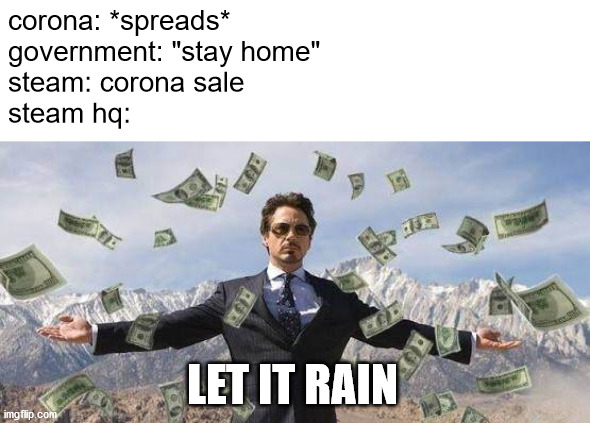 corona: *spreads*
government: "stay home"
steam: corona sale
steam hq:
LET IT RAIN
imgflip.com